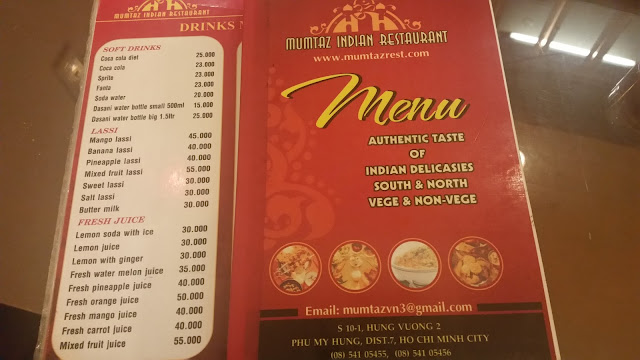 MUMTAZ INDIAN RESTAURANT
DRINKS
SOFT DRINKS
Coca cola diet 25.000
Coca cola 23.000
Sprite 23.000
Fanta 23.000
Soda water 20.000
Dasani water bottle small 500ml 15.000
Dasani water bottle big 1.5ltr 25.000
LASSI
Mango lassi 45.000
Banana lassi 40.000
Pineapple lassi 40.000
Mixed fruit lassi 55.000
Sweet lassi 30.000
Salt lassi 30.000
Butter milk 30.000
FRESH JUICE
Lemon soda with ice 30.000
Lemon juice 30.000
Lemon with ginger 30.000
Fresh water melon juice 35.000
Fresh pineapple juice 40.000
Fresh orange juice 50.000
Fresh mango juice 40.000
Fresh carrot juice 40.000
Mixed fruit juice 55.000
MUMTAZ INDIAN RESTAURANT
www.mumtazrest.com
Menu
AUTHENTIC TASTE
OF
INDIAN DELICASIES
SOUTH & NORTH
VEGE & NON-VEGE
Email: mumtazvn3@gmail.com
S 10-1, HUNG VUONG 2
PHU MY HUNG, DIST.7, HO CHI MINH CITY
(08) 541 05455, (08) 541 05456